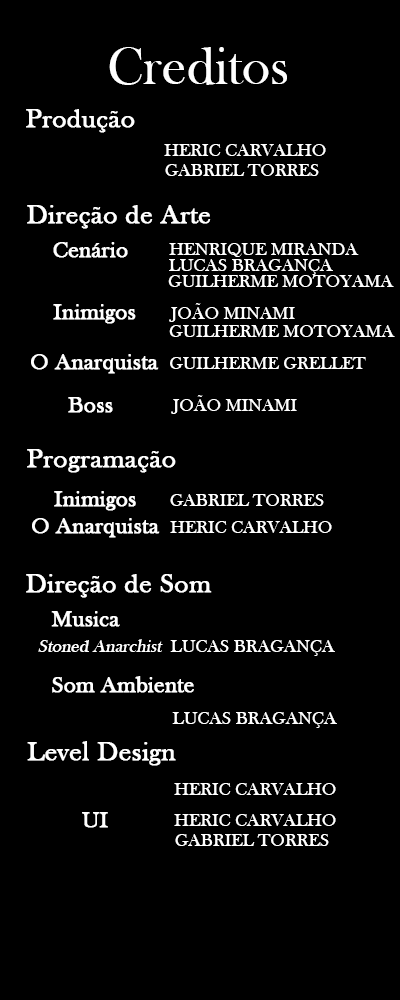 Creditos
Produção
HERIC CARVALHO
GABRIEL TORRES
Direção de Arte
Cenário HENRIQUE MIRANDA
LUCAS BRAGANÇA
GUILHERME MOTOYAMA
Inimigos JOÃO MINAMI
GUILHERME MOTOYAMA
O Anarquista GUILHERME GRELLET
Boss JOÃO MINAMI
Programação
Inimigos GABRIEL TORRES
O Anarquista HERIC CARVALHO
Direção de Som
Musica
Stoned Anarchist LUCAS BRAGANÇA
Som Ambiente
LUCAS BRAGANÇA
Level Design
HERIC CARVALHO
UI HERIC CARVALHO
GABRIEL TORRES